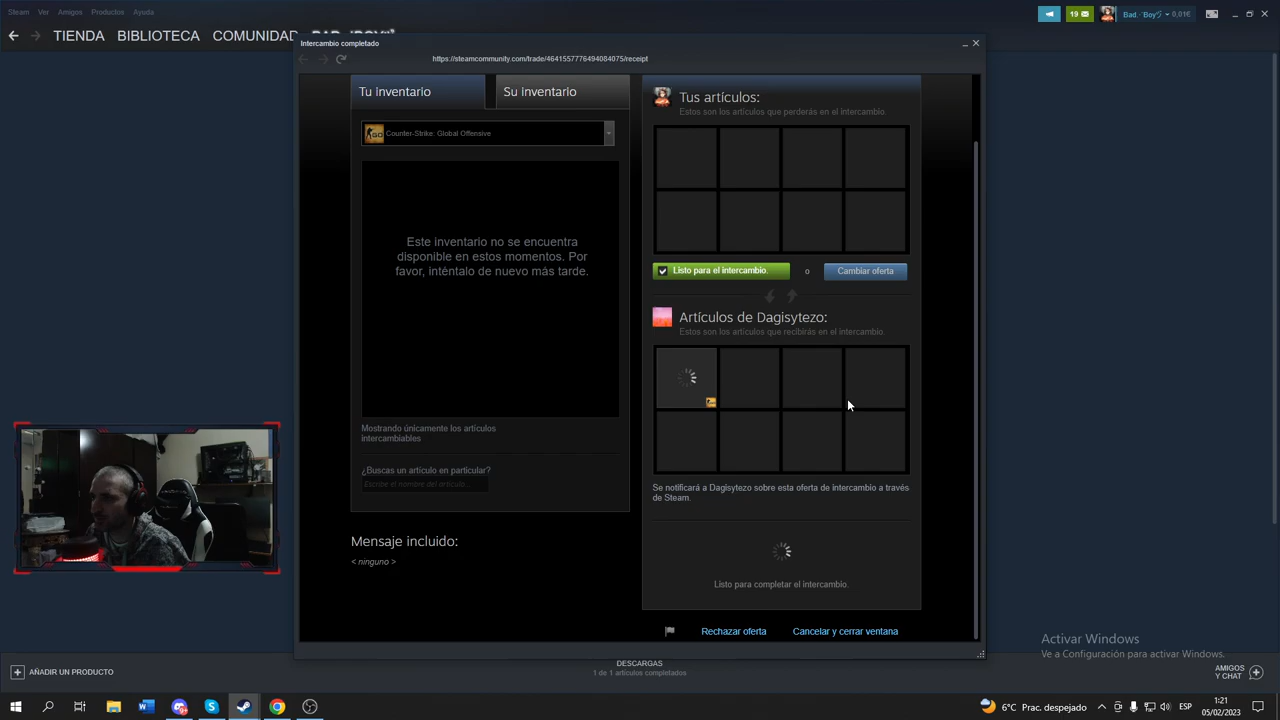 Steam Ver Amigos Productos Ayuda
19
Bad
0,01€
TIENDA BIBLIOTECA COMUNIDAD
Intercambio completado
https://steamcommunity.com/trade/4641557776494084075/receipt
Tu inventario
Su inventario
Counter-Strike: Global Offensive
Este inventario no se encuentra
disponible en estos momentos. Por
favor, inténtalo de nuevo más tarde.
Mostrando únicamente los artículos
intercambiables
¿Buscas un artículo en particular?
Escribe el nombre del artículo...
Mensaje incluido:
< ninguno >
Tus artículos:
Estos son los artículos que perderás en el intercambio.
Listo para el intercambio.
o
Cambiar oferta
Artículos de Dagisytezo:
Estos son los artículos que recibirás en el intercambio.
Se notificará a Dagisytezo sobre esta oferta de intercambio a través
de Steam.
Listo para completar el intercambio.
Rechazar oferta
Cancelar y cerrar ventana
Activar Windows
Ve a Configuración para activar Windows.
AÑADIR UN PRODUCTO
DESCARGAS
1 de 1 artículos completados
AMIGOS
Y CHAT
6°C Prac. despejado
ESP
1:21
05/02/2023